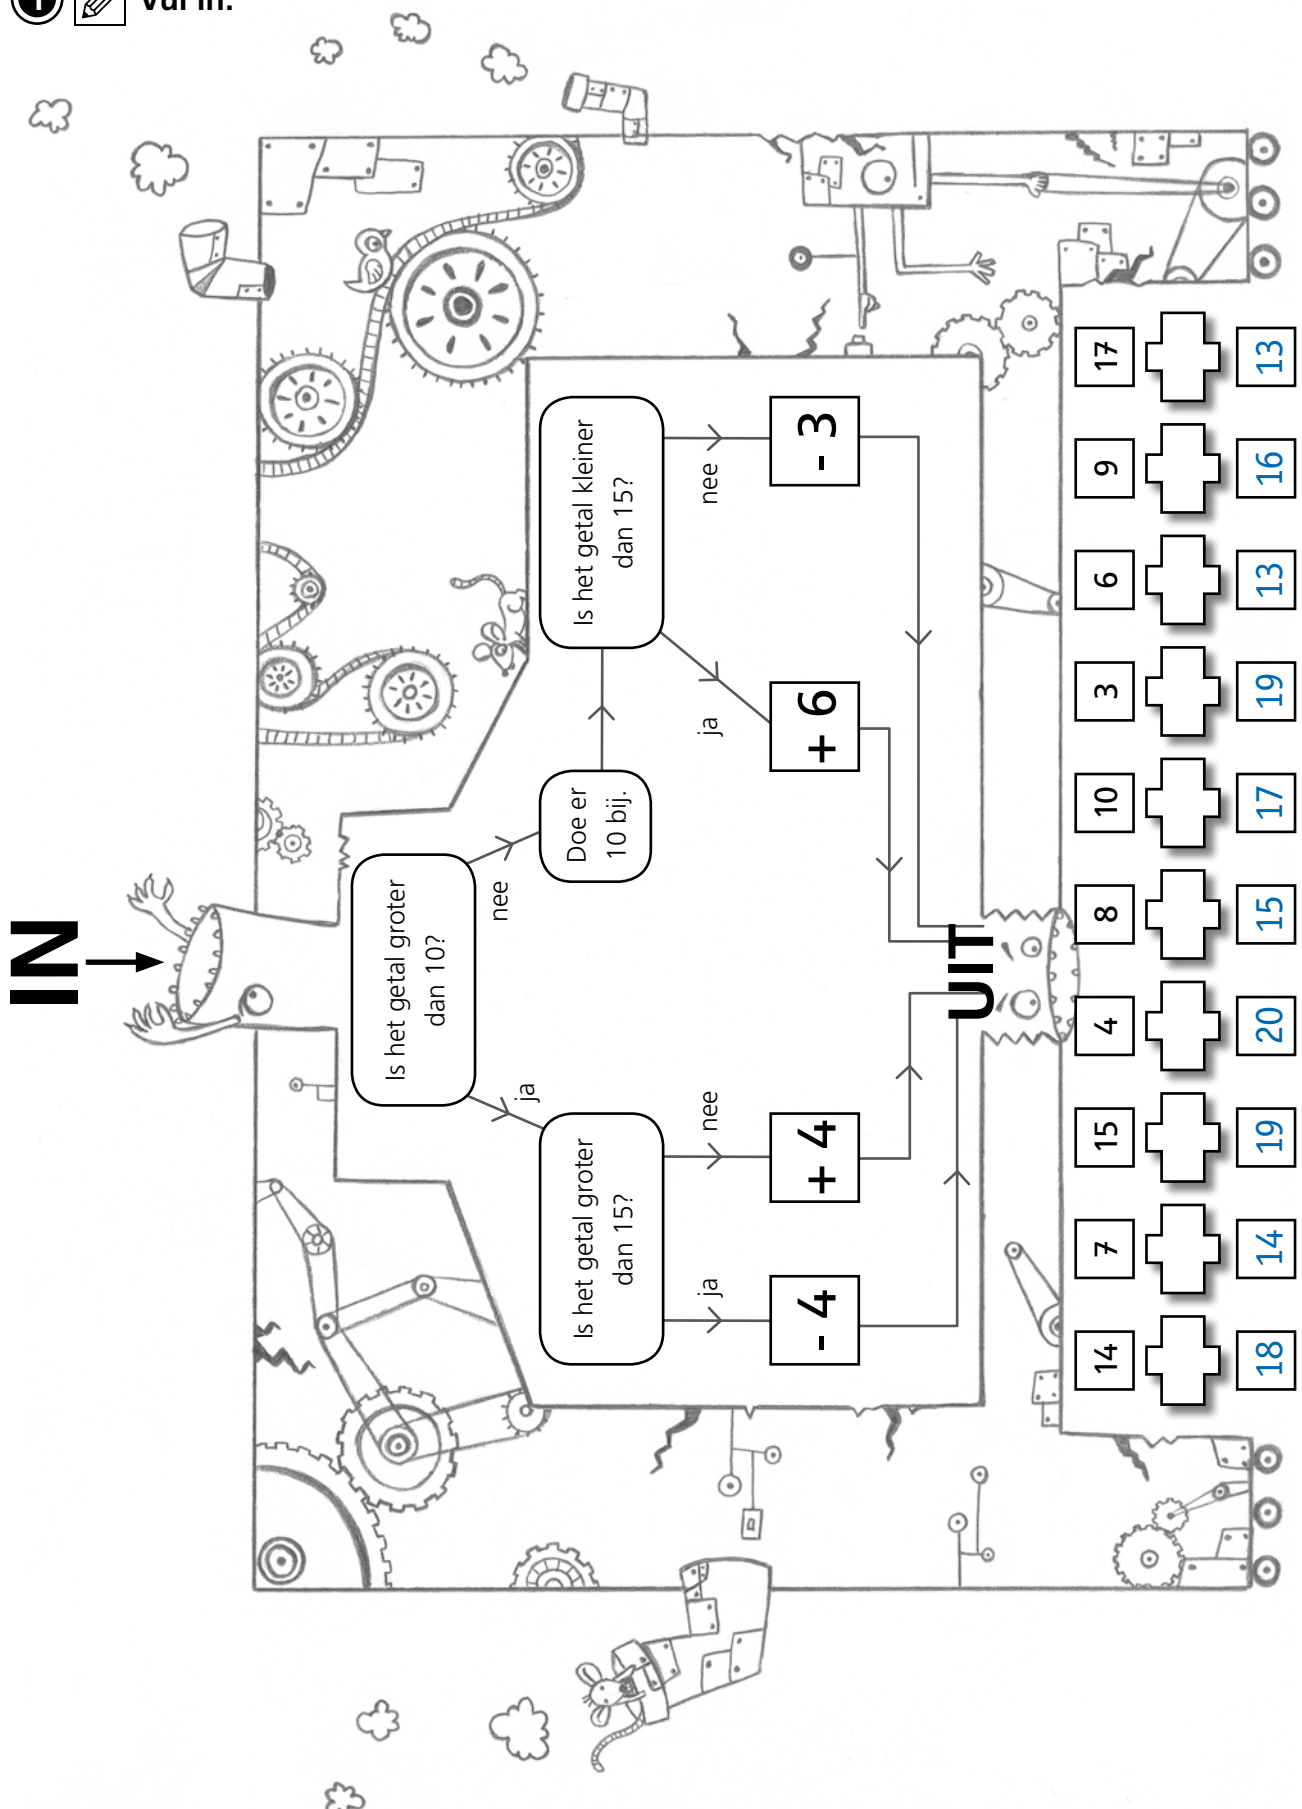 1 Vul in.
IN
Is het getal groter
dan 10?
ja
nee
Is het getal groter
dan 15?
Doe er
10 bij.
Is het getal kleiner
dan 15?
ja
nee
ja
nee
- 4
+ 4
+ 6
- 3
UIT
14 7 15 4 8 10 3 6 9 17
18 14 19 20 15 17 19 13 16 13